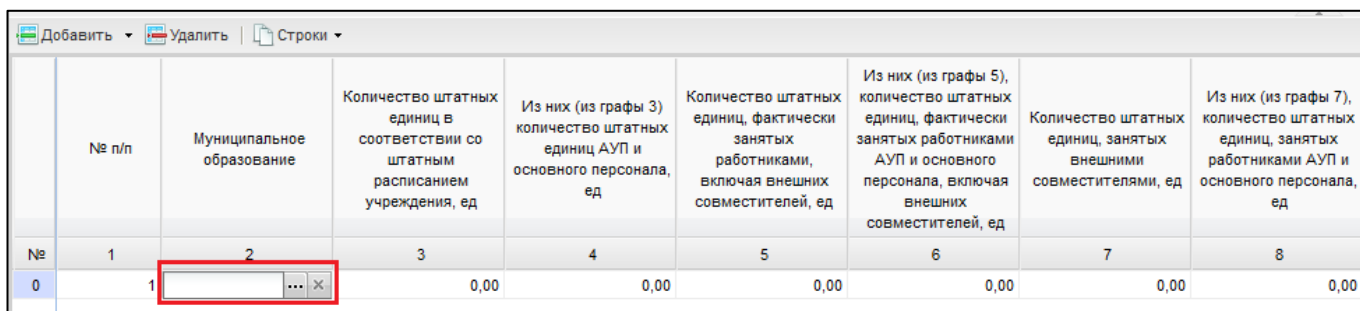 Добавить Удалить Строки
№ п/п
Муниципальное
образование
Количество штатных
единиц в
соответствии со
штатным
расписанием
учреждения, ед
Из них (из графы 3)
количество штатных
единиц АУП и
основного персонала,
ед
Количество штатных
единиц, фактически
занятых
работниками,
включая внешних
совместителей, ед
Из них (из графы 5),
количество штатных
единиц, фактически
занятых работниками
АУП и основного
персонала, включая
внешних
совместителей, ед
Количество штатных
единиц, занятых
внешними
совместителями, ед
Из них (из графы 7),
количество штатных
единиц, занятых
работниками АУП и
основного персонала,
ед
№ 1 2 3 4 5 6 7 8
0 1 ... × 0,00 0,00 0,00 0,00 0,00 0,00